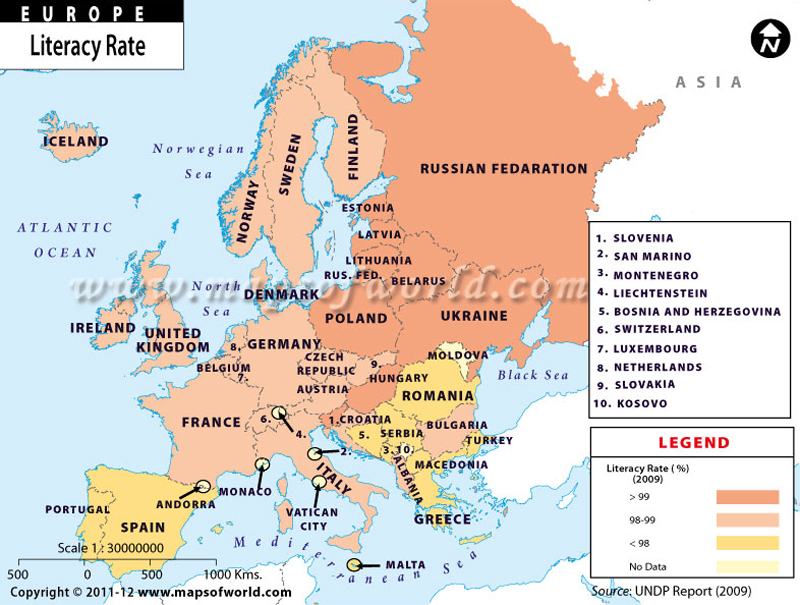 EUROPE
Literacy Rate
N
ASIA
ICELAND
Norwegian
Sea
NORWAY
SWEDEN
FINLAND
RUSSIAN FEDARATION
ATLANTIC
OCEAN
ESTONIA
LATVIA
LITHUANIA
RUS. FED.
BELARUS
www.mapsofworld.com
North
Sea
DENMARK
IRELAND
UNITED
KINGDOM
POLAND
UKRAINE
8.
GERMANY
BELGIUM
7.
CZECH
REPUBLIC
9.
MOLDOVA
AUSTRIA
HUNGARY
Black Sea
ROMANIA
FRANCE
6.
4.
1.
CROATIA
5.
SERBIA
BULGARIA
2.
3.
10.
TURKEY
ITALY
ALBANIA
MACEDONIA
MONACO
ANDORRA
VATICAN
CITY
GREECE
PORTUGAL
SPAIN
Mediterranean Sea
MALTA
1. SLOVENIA
2. SAN MARINO
3. MONTENEGRO
4. LIECHTENSTEIN
5. BOSNIA AND HERZEGOVINA
6. SWITZERLAND
7. LUXEMBOURG
8. NETHERLANDS
9. SLOVAKIA
10. KOSOVO
LEGEND
Literacy Rate ( %)
(2009)
> 99
98-99
< 98
No Data
Scale 1 : 30000000
500 0 500 1000 Kms.
Copyright © 2011-12 www.mapsofworld.com
Source: UNDP Report (2009)